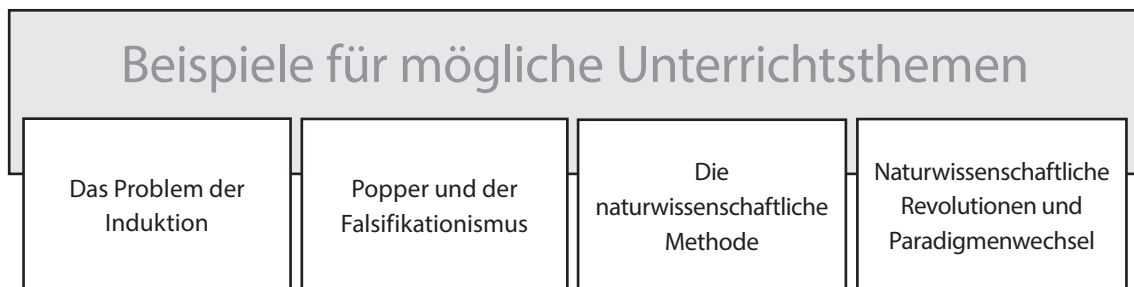 Beispiele für mögliche Unterrichtsthemen
Das Problem der
Induktion
Popper und der
Falsifikationismus
Die
naturwissenschaftliche
Methode
Naturwissenschaftliche
Revolutionen und
Paradigmenwechsel